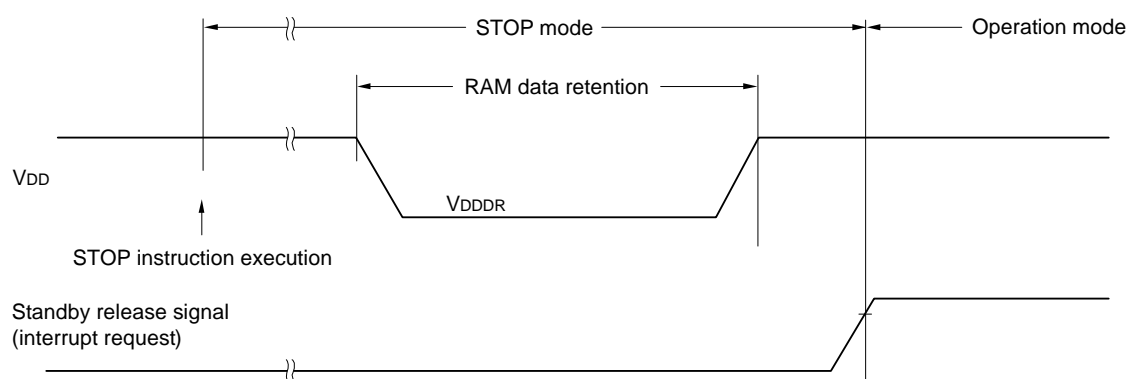 STOP mode
Operation mode
RAM data retention
VDD
VDDDR
STOP instruction execution
Standby release signal
(interrupt request)